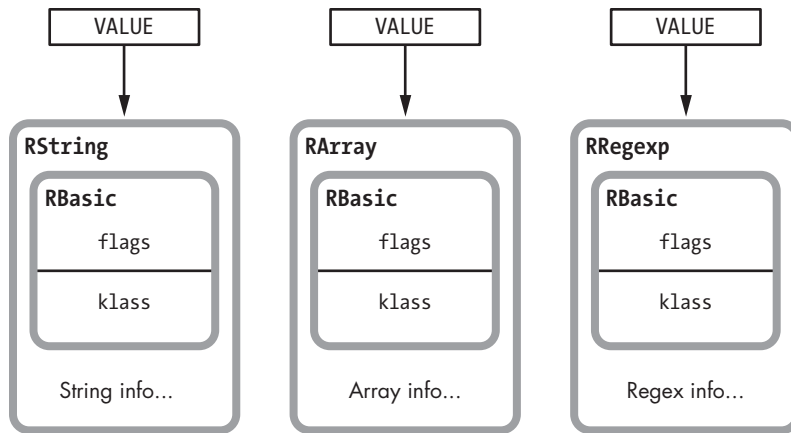 VALUE
VALUE
VALUE
RString
RBasic
flags
klass
String info...
RArray
RBasic
flags
klass
Array info...
RRegexp
RBasic
flags
klass
Regex info...